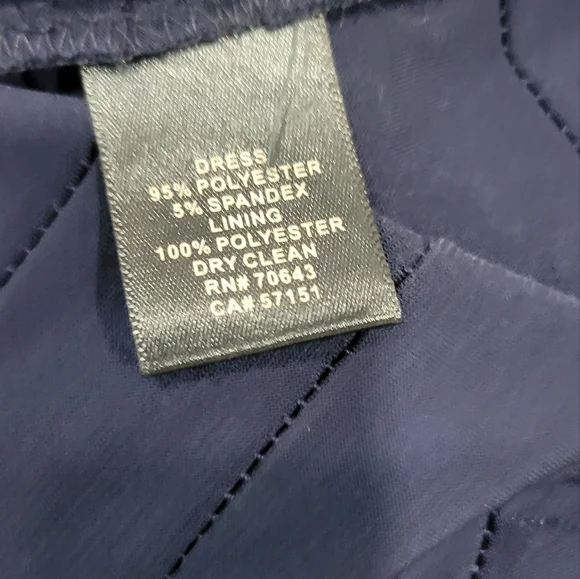 DRESS
95% POLYESTER
5% SPANDEX
LINING
100% POLYESTER
DRY CLEAN
RN# 70643
CA# 57151